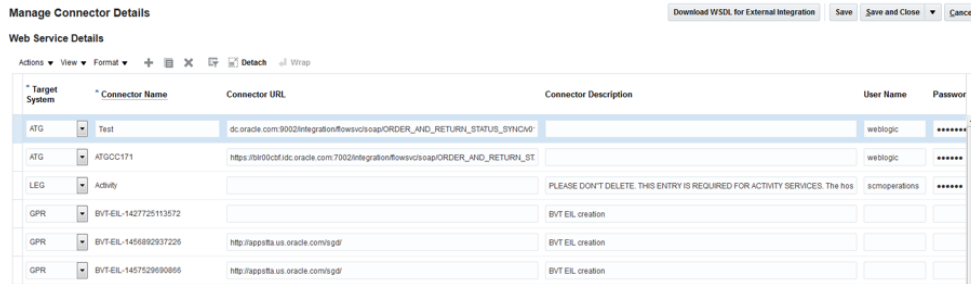 Manage Connector Details
Download WSDL for External Integration Save Save and Close Cance
Web Service Details
Actions View Format Detach Wrap
* Target System * Connector Name Connector URL Connector Description User Name Passwor
ATG Test dc.oracle.com:9002/integration/flowsvc/soap/ORDER_AND_RETURN_STATUS_SYNC/v0 weblogic
ATG ATGCC171 https://blr00cbf.idc.oracle.com:7002/integration/flowsvc/soap/ORDER_AND_RETURN_ST. weblogic
LEG Activity PLEASE DON'T DELETE. THIS ENTRY IS REQUIRED FOR ACTIVITY SERVICES. The hos scmoperations
GPR BVT-EIL-1427725113572 BVT EIL creation
GPR BVT-EIL-1456892937226 http://appstta.us.oracle.com/sgd/ BVT EIL creation
GPR BVT-EIL-1457529690866 http://appstta.us.oracle.com/sgd/ BVT EIL creation